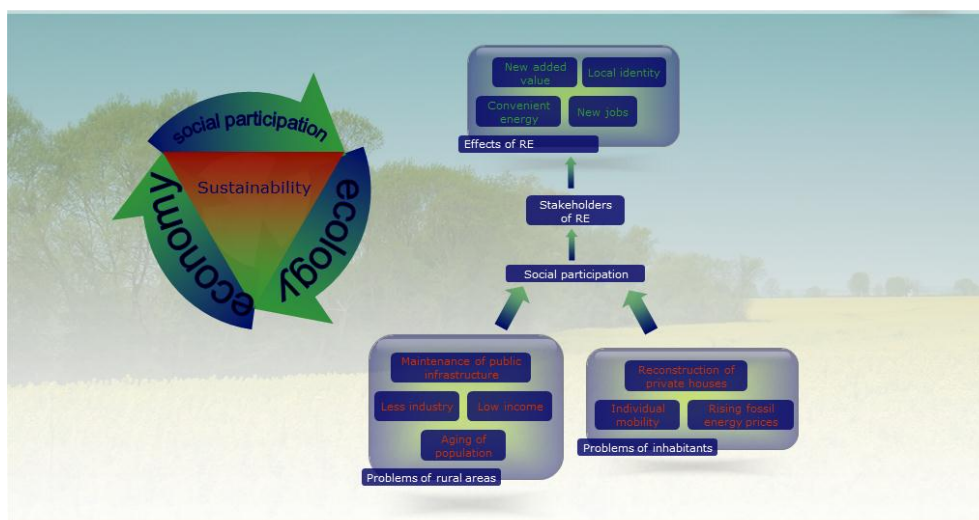 social participation
ecology
economy
Sustainability
New added
value
Local identity
Convenient
energy
New jobs
Effects of RE
Stakeholders
of RE
Social participation
Maintenance of public
infrastructure
Less industry
Low income
Aging of
population
Problems of rural areas
Reconstruction of
private houses
Individual
mobility
Rising fossil
energy prices
Problems of inhabitants